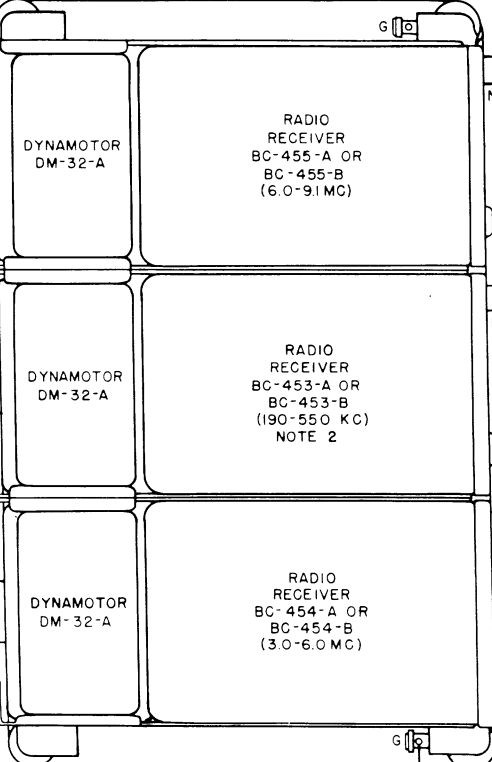 G
DYNAMOTOR
DM-32-A
RADIO
RECEIVER
BC-455-A OR
BC-455-B
(6.0-9.1 MC)
DYNAMOTOR
DM-32-A
RADIO
RECEIVER
BC-453-A OR
BC-453-B
(190-550 KC)
NOTE 2
DYNAMOTOR
DM-32-A
RADIO
RECEIVER
BC-454-A OR
BC-454-B
(3.0-6.0 MC)
G